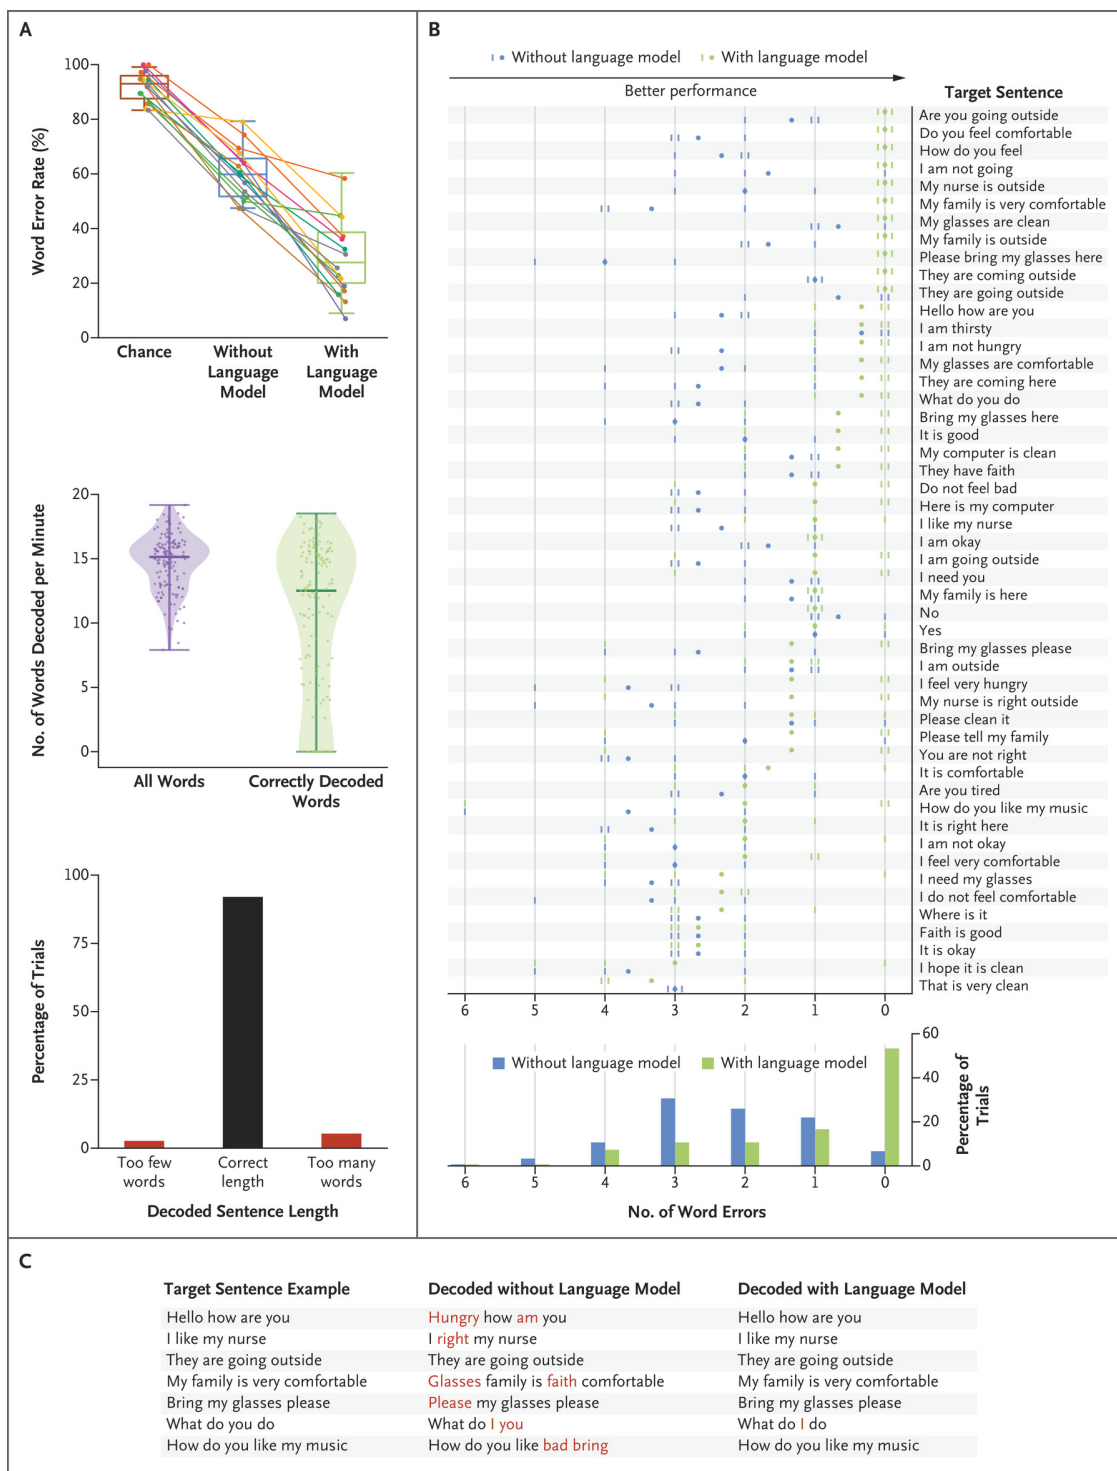 A
Word Error Rate (%)
100
80
60
40
20
0
Chance
Without
Language
Model
With
Language
Model
No. of Words Decoded per Minute
20
15
10
5
0
All Words
Correctly Decoded
Words
Percentage of Trials
100
75
50
25
0
Too few
words
Correct
length
Too many
words
Decoded Sentence Length
B
Without language model
With language model
Better performance
Target Sentence
Are you going outside
Do you feel comfortable
How do you feel
I am not going
My nurse is outside
My family is very comfortable
My glasses are clean
My family is outside
Please bring my glasses here
They are coming outside
They are going outside
Hello how are you
I am thirsty
I am not hungry
My glasses are comfortable
They are coming here
What do you do
Bring my glasses here
It is good
My computer is clean
They have faith
Do not feel bad
Here is my computer
I like my nurse
I am okay
I am going outside
I need you
My family is here
No
Yes
Bring my glasses please
I am outside
I feel very hungry
My nurse is right outside
Please clean it
Please tell my family
You are not right
It is comfortable
Are you tired
How do you like my music
It is right here
I am not okay
I feel very comfortable
I need my glasses
I do not feel comfortable
Where is it
Faith is good
It is okay
I hope it is clean
That is very clean
6 5 4 3 2 1 0
Without language model
With language model
60
40
20
0
Percentage of
Trials
6 5 4 3 2 1 0
No. of Word Errors
C
Target Sentence Example Decoded without Language Model Decoded with Language Model
Hello how are you Hungry how am you Hello how are you
I like my nurse I right my nurse I like my nurse
They are going outside They are going outside They are going outside
My family is very comfortable Glasses family is faith comfortable My family is very comfortable
Bring my glasses please Please my glasses please Bring my glasses please
What do you do What do I you What do I do
How do you like my music How do you like bad bring How do you like my music